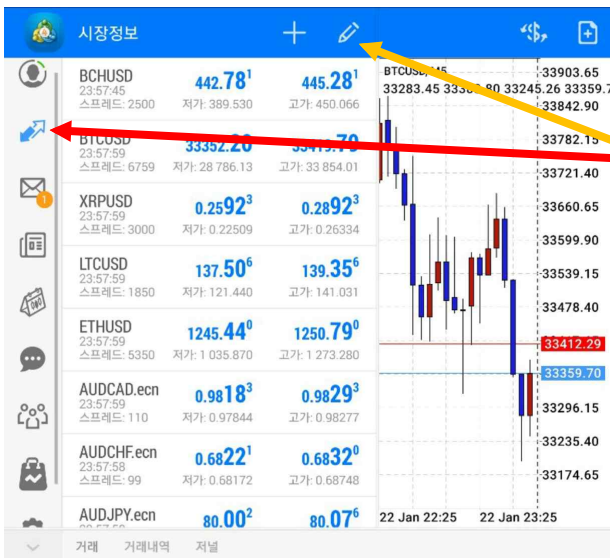 시장정보
BCHUSD
23:57:45
스프레드: 2500
442.78¹
저가: 389.530
445.28¹
고가: 450.066
BTCUSD
23:57:59
스프레드: 6759
33352.20
저가: 28 786.13
33419.79
고가: 33 854.01
XRPUSD
23:57:59
스프레드: 3000
0.2592³
저가: 0.22509
0.2892³
고가: 0.26334
LTCUSD
23:57:59
스프레드: 1850
137.50⁶
저가: 121.440
139.35⁶
고가: 141.031
ETHUSD
23:57:59
스프레드: 5350
1245.44⁰
저가: 1 035.870
1250.79⁰
고가: 1 273.280
AUDCAD.ecn
23:57:59
스프레드: 110
0.9818³
저가: 0.97844
0.9829³
고가: 0.98277
AUDCHF.ecn
23:57:58
스프레드: 99
0.6822¹
저가: 0.68172
0.6832⁰
고가: 0.68748
AUDJPY.ecn
80.00²
80.07⁶
1
33903.65
33842.90
33782.15
33721.40
33660.65
33599.90
33539.15
33478.40
33412.29
33359.70
33296.15
33235.40
33174.65
22 Jan 22:25 22 Jan 23:25
거래 거래내역 저널